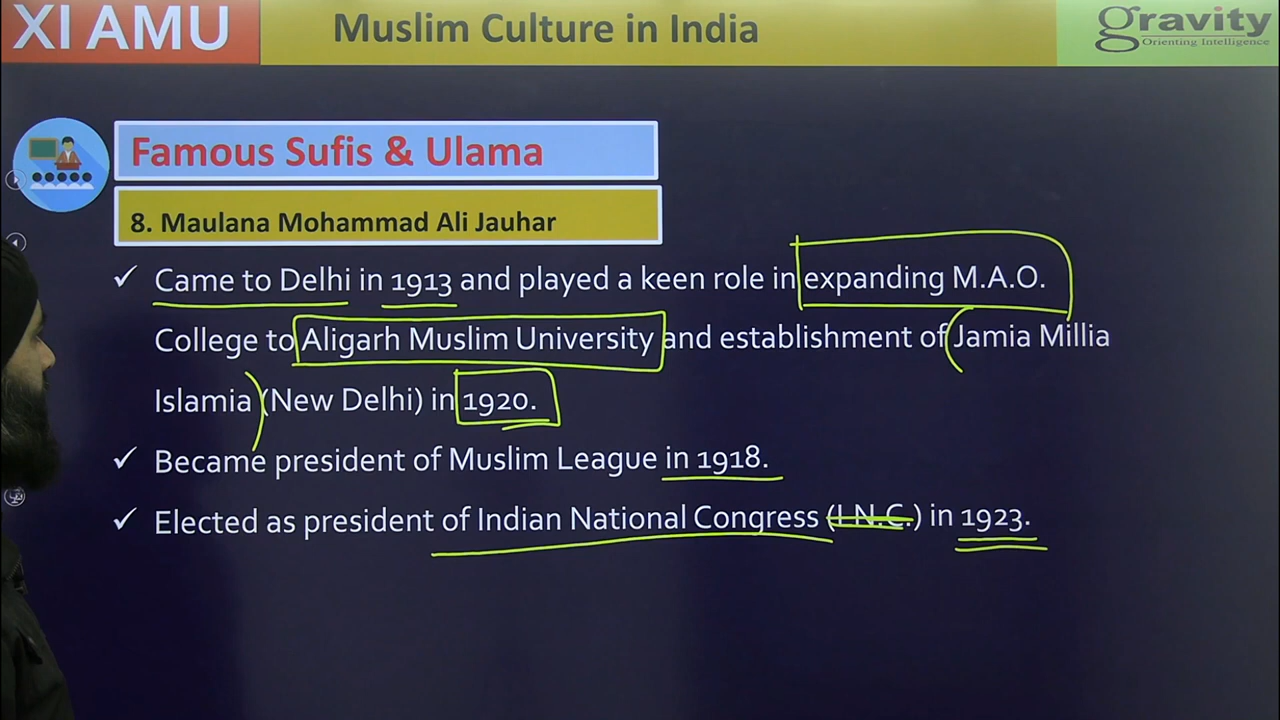 XI AMU
Muslim Culture in India
gravity
Orienting Intelligence
Famous Sufis & Ulama
8. Maulana Mohammad Ali Jauhar
✓ Came to Delhi in 1913 and played a keen role in expanding M.A.O.
College to Aligarh Muslim University and establishment of Jamia Millia
Islamia (New Delhi) in 1920.
✓ Became president of Muslim League in 1918.
✓ Elected as president of Indian National Congress (I.N.C.) in 1923.